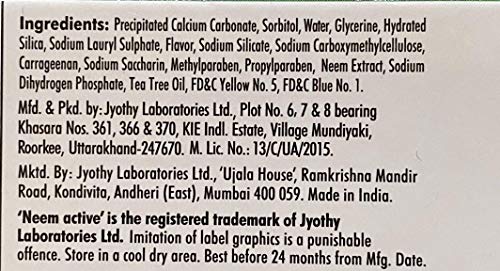 Ingredients: Precipitated Calcium Carbonate, Sorbitol, Water, Glycerine, Hydrated
Silica, Sodium Lauryl Sulphate, Flavor, Sodium Silicate, Sodium Carboxymethylcellulose,
Carrageenan, Sodium Saccharin, Methylparaben, Propylparaben, Neem Extract, Sodium
Dihydrogen Phosphate, Tea Tree Oil, FD&C Yellow No. 5, FD&C Blue No. 1.
Mfd. & Pkd. by: Jyothy Laboratories Ltd., Plot No. 6, 7 & 8 bearing
Khasara Nos. 361, 366 & 370, KIE Indl. Estate, Village Mundiyaki,
Roorkee, Uttarakhand-247670. M. Lic. No.: 13/C/UA/2015.
Mktd. By: Jyothy Laboratories Ltd., 'Ujala House', Ramkrishna Mandir
Road, Kondivita, Andheri (East), Mumbai 400 059. Made in India.
'Neem active' is the registered trademark of Jyothy
Laboratories Ltd. Imitation of label graphics is a punishable
offence. Store in a cool dry area. Best before 24 months from Mfg. Date.